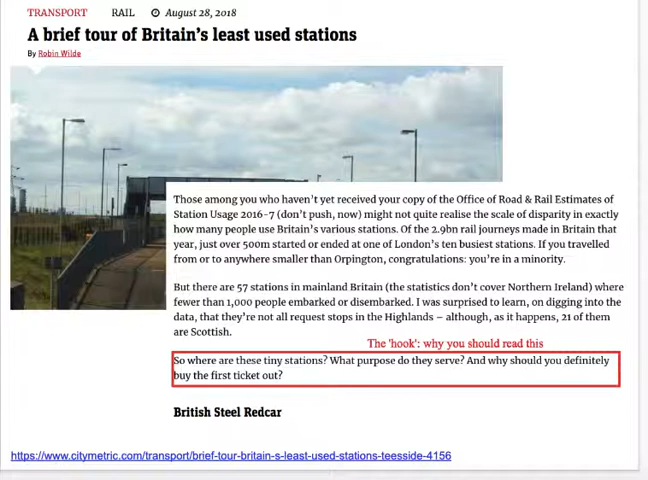 TRANSPORT RAIL August 28, 2018
A brief tour of Britain's least used stations
By Robin Wilde
Those among you who haven't yet received your copy of the Office of Road & Rail Estimates of
Station Usage 2016-7 (don't push, now) might not quite realise the scale of disparity in exactly
how many people use Britain's various stations. Of the 2.9bn rail journeys made in Britain that
year, just over 500m started or ended at one of London's ten busiest stations. If you travelled
from or to anywhere smaller than Orpington, congratulations: you're in a minority.
But there are 57 stations in mainland Britain (the statistics don't cover Northern Ireland) where
fewer than 1,000 people embarked or disembarked. I was surprised to learn, on digging into the
data, that they're not all request stops in the Highlands – although, as it happens, 21 of them
are Scottish.
The 'hook': why you should read this
So where are these tiny stations? What purpose do they serve? And why should you definitely
buy the first ticket out?
British Steel Redcar
https://www.citymetric.com/transport/brief-tour-britain-s-least-used-stations-teesside-4156